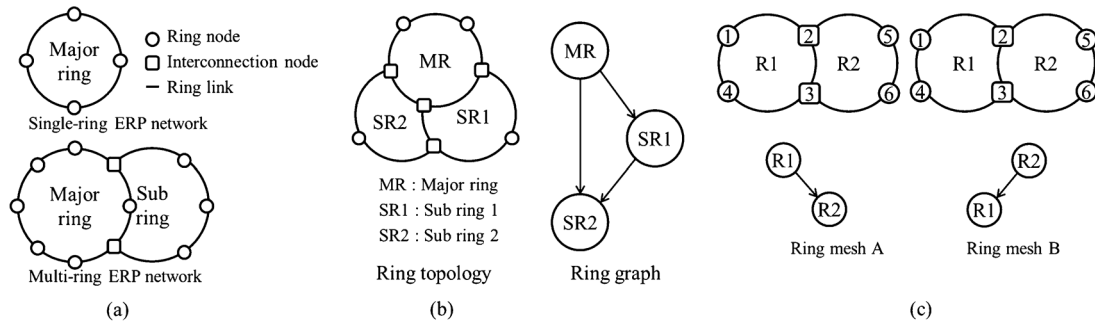 Major
ring
Ring node
Interconnection node
Ring link
Single-ring ERP network
Major
ring
Sub
ring
Multi-ring ERP network
(a)
MR
SR2
SR1
MR : Major ring
SR1 : Sub ring 1
SR2 : Sub ring 2
Ring topology
MR
SR1
SR2
Ring graph
(b)
1
2
5
R1
R2
4
3
6
1
2
5
R1
R2
4
3
6
R1
R2
Ring mesh A
R2
R1
Ring mesh B
(c)